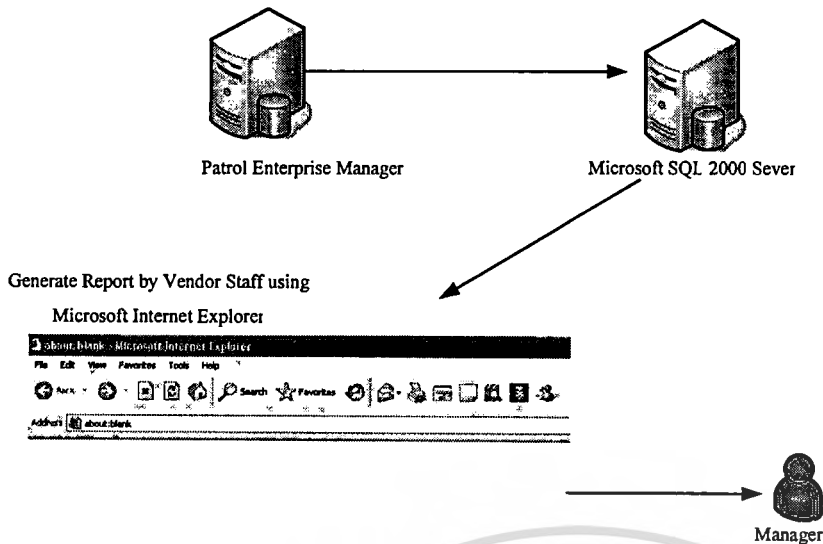 Patrol Enterprise Manager
Microsoft SQL 2000 Sever
Generate Report by Vendor Staff using
Microsoft Internet Explorer
about:blank - Microsoft Internet Explorer
File Edit View Favorites Tools Help
Back Search Favorites
Address about:blank
Manager